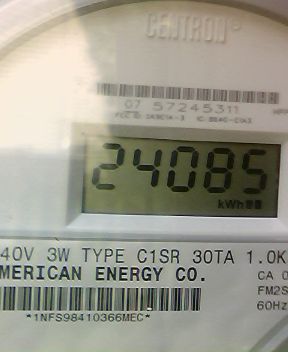 CENTRON®
07 57245311
24085
kWh
40V 3W TYPE C1SR 30TA 1.0K
MERICAN ENERGY CO.
CA 0
FM2S
60Hz
*1NFS98410366MEC*